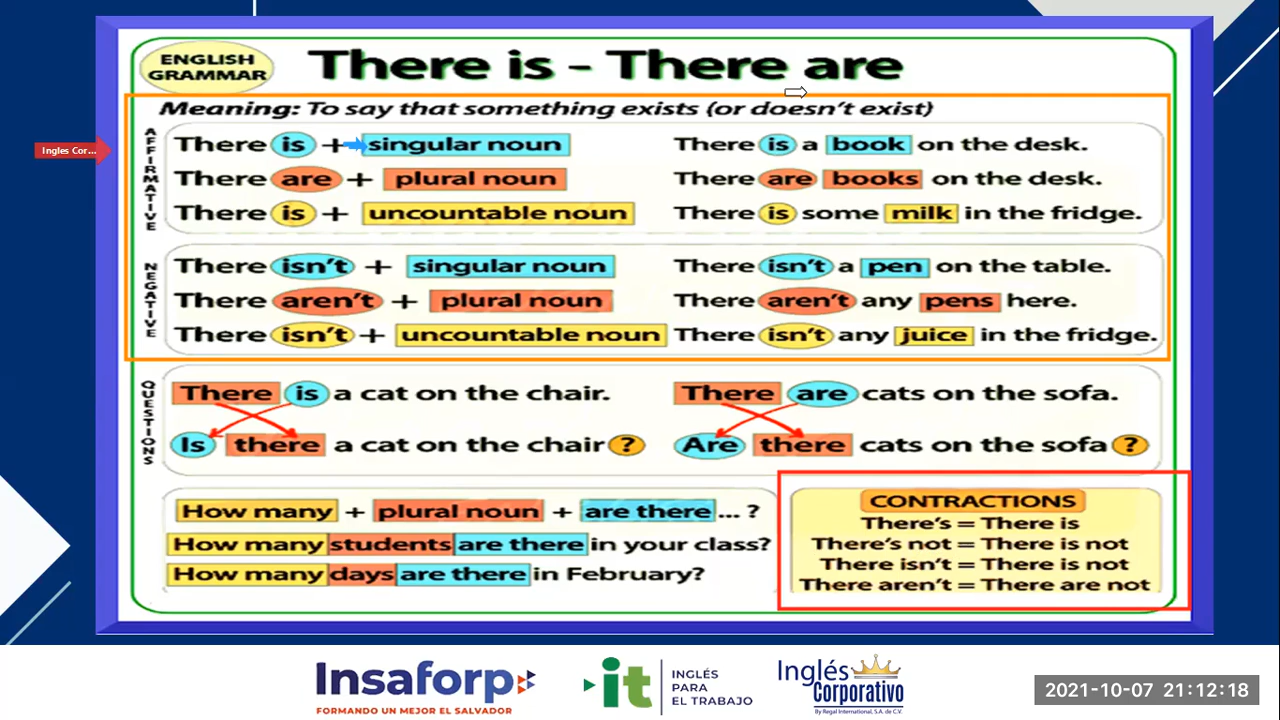 ENGLISH
GRAMMAR
There is - There are
Meaning: To say that something exists (or doesn't exist)
Ingles Cor...
AFFIRMATIVE
There is + singular noun
There is a book on the desk.
There are + plural noun
There are books on the desk.
There is + uncountable noun
There is some milk in the fridge.
NEGATIVE
There isn't + singular noun
There isn't a pen on the table.
There aren't + plural noun
There aren't any pens here.
There isn't + uncountable noun
There isn't any juice in the fridge.
QUESTIONS
There is a cat on the chair.
Is there a cat on the chair?
There are cats on the sofa.
Are there cats on the sofa?
How many + plural noun + are there ... ?
How many students are there in your class?
How many days are there in February?
CONTRACTIONS
There's = There is
There's not = There is not
There isn't = There is not
There aren't = There are not
Insaforp
FORMANDO UN MEJOR EL SALVADOR
it
INGLÉS
PARA
EL TRABAJO
Inglés
Corporativo
By Regal International, S.A. de C.V.
2021-10-07 21:12:18